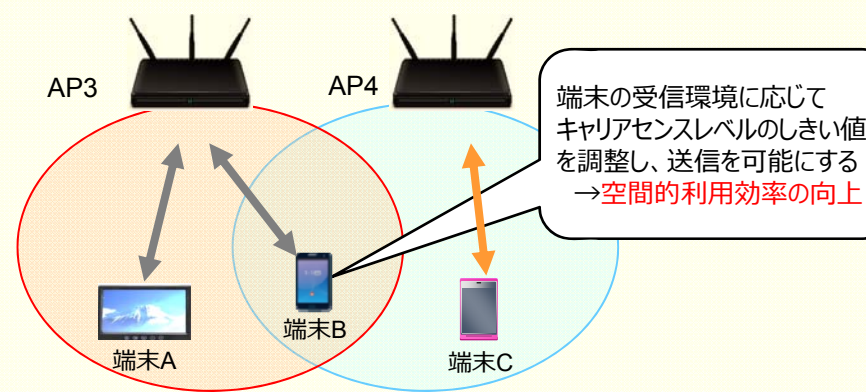 AP3
AP4
端末の受信環境に応じて
キャリアセンスレベルのしきい値
を調整し、送信を可能にする
→空間的利用効率の向上
端末B
端末A
端末C